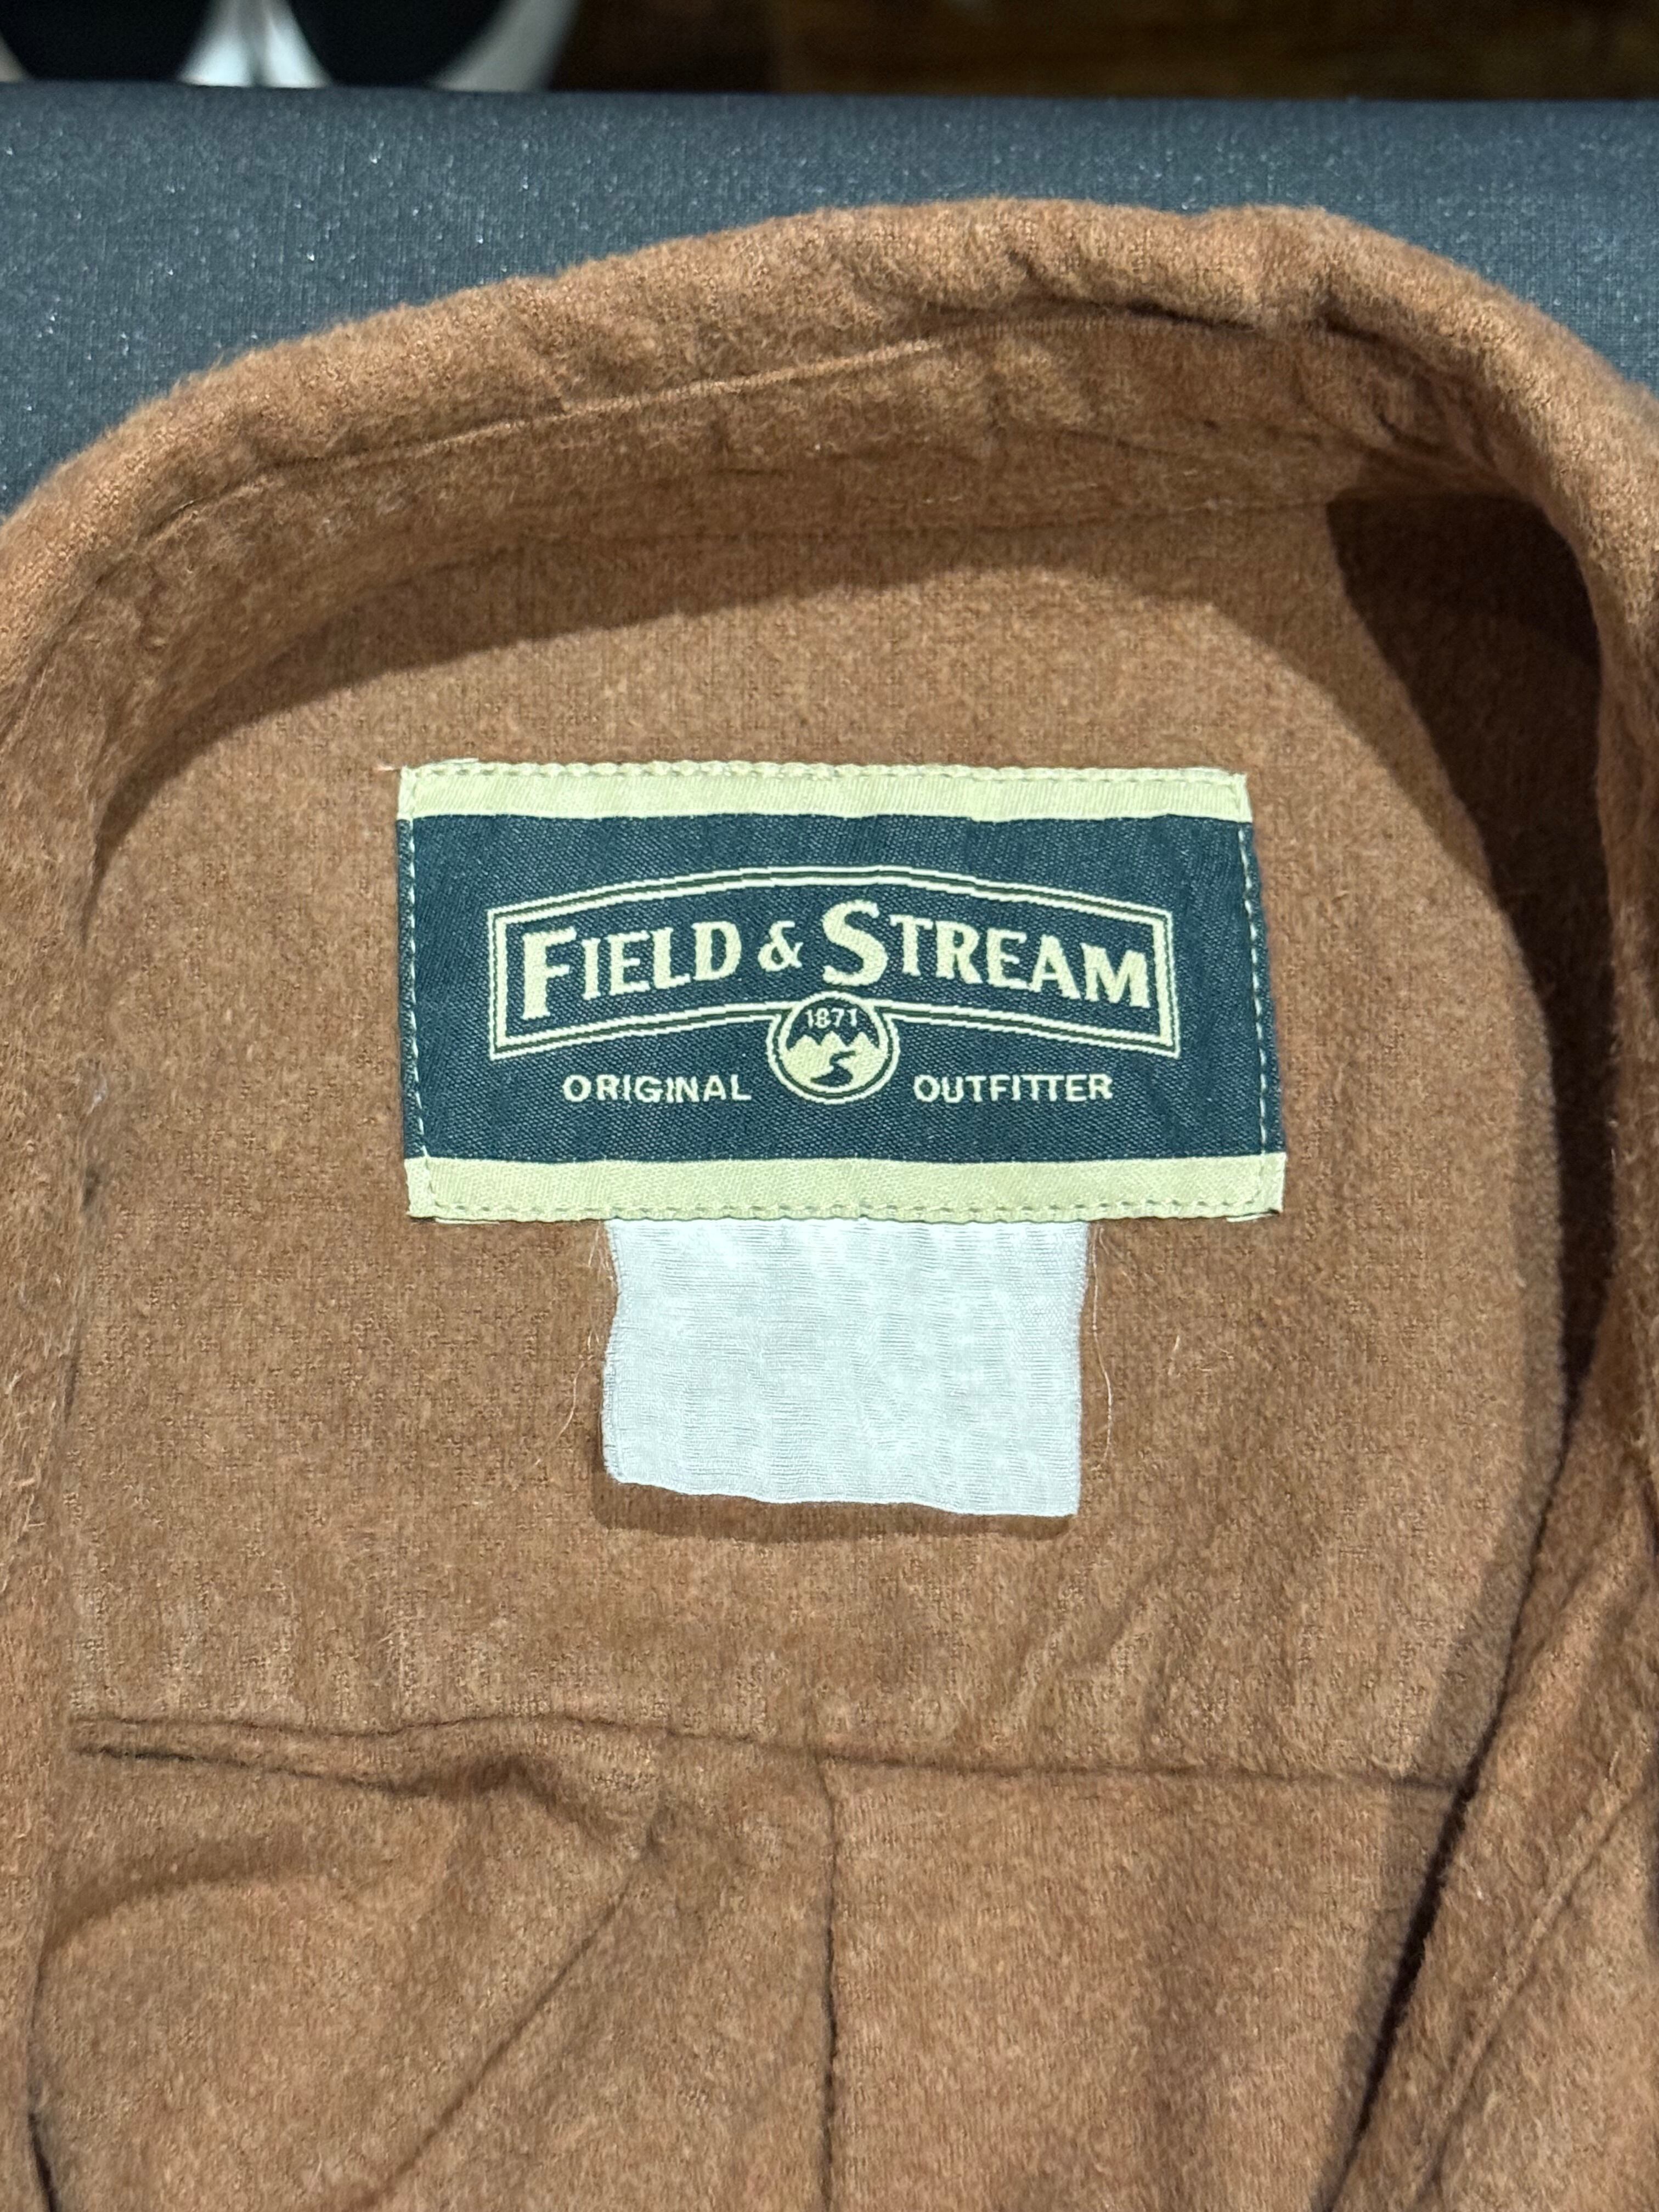 FIELD & STREAM
1871
ORIGINAL OUTFITTER